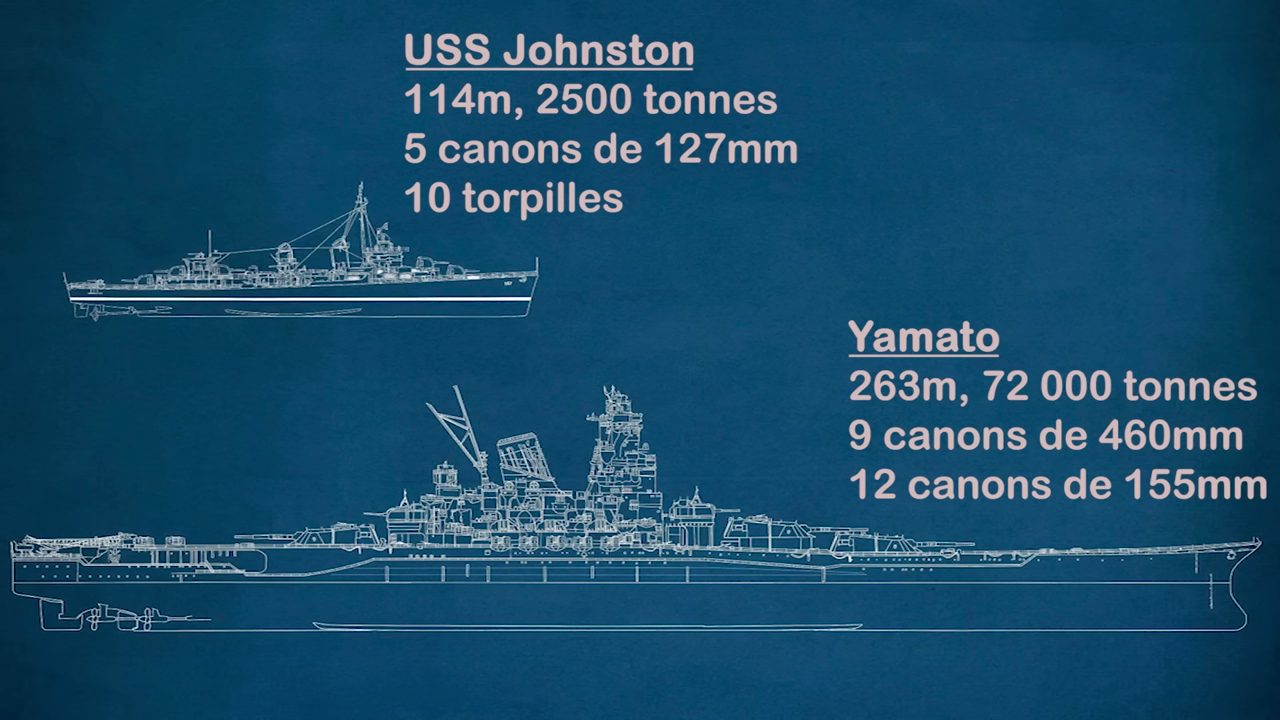 USS Johnston
114m, 2500 tonnes
5 canons de 127mm
10 torpilles
Yamato
263m, 72 000 tonnes
9 canons de 460mm
12 canons de 155mm